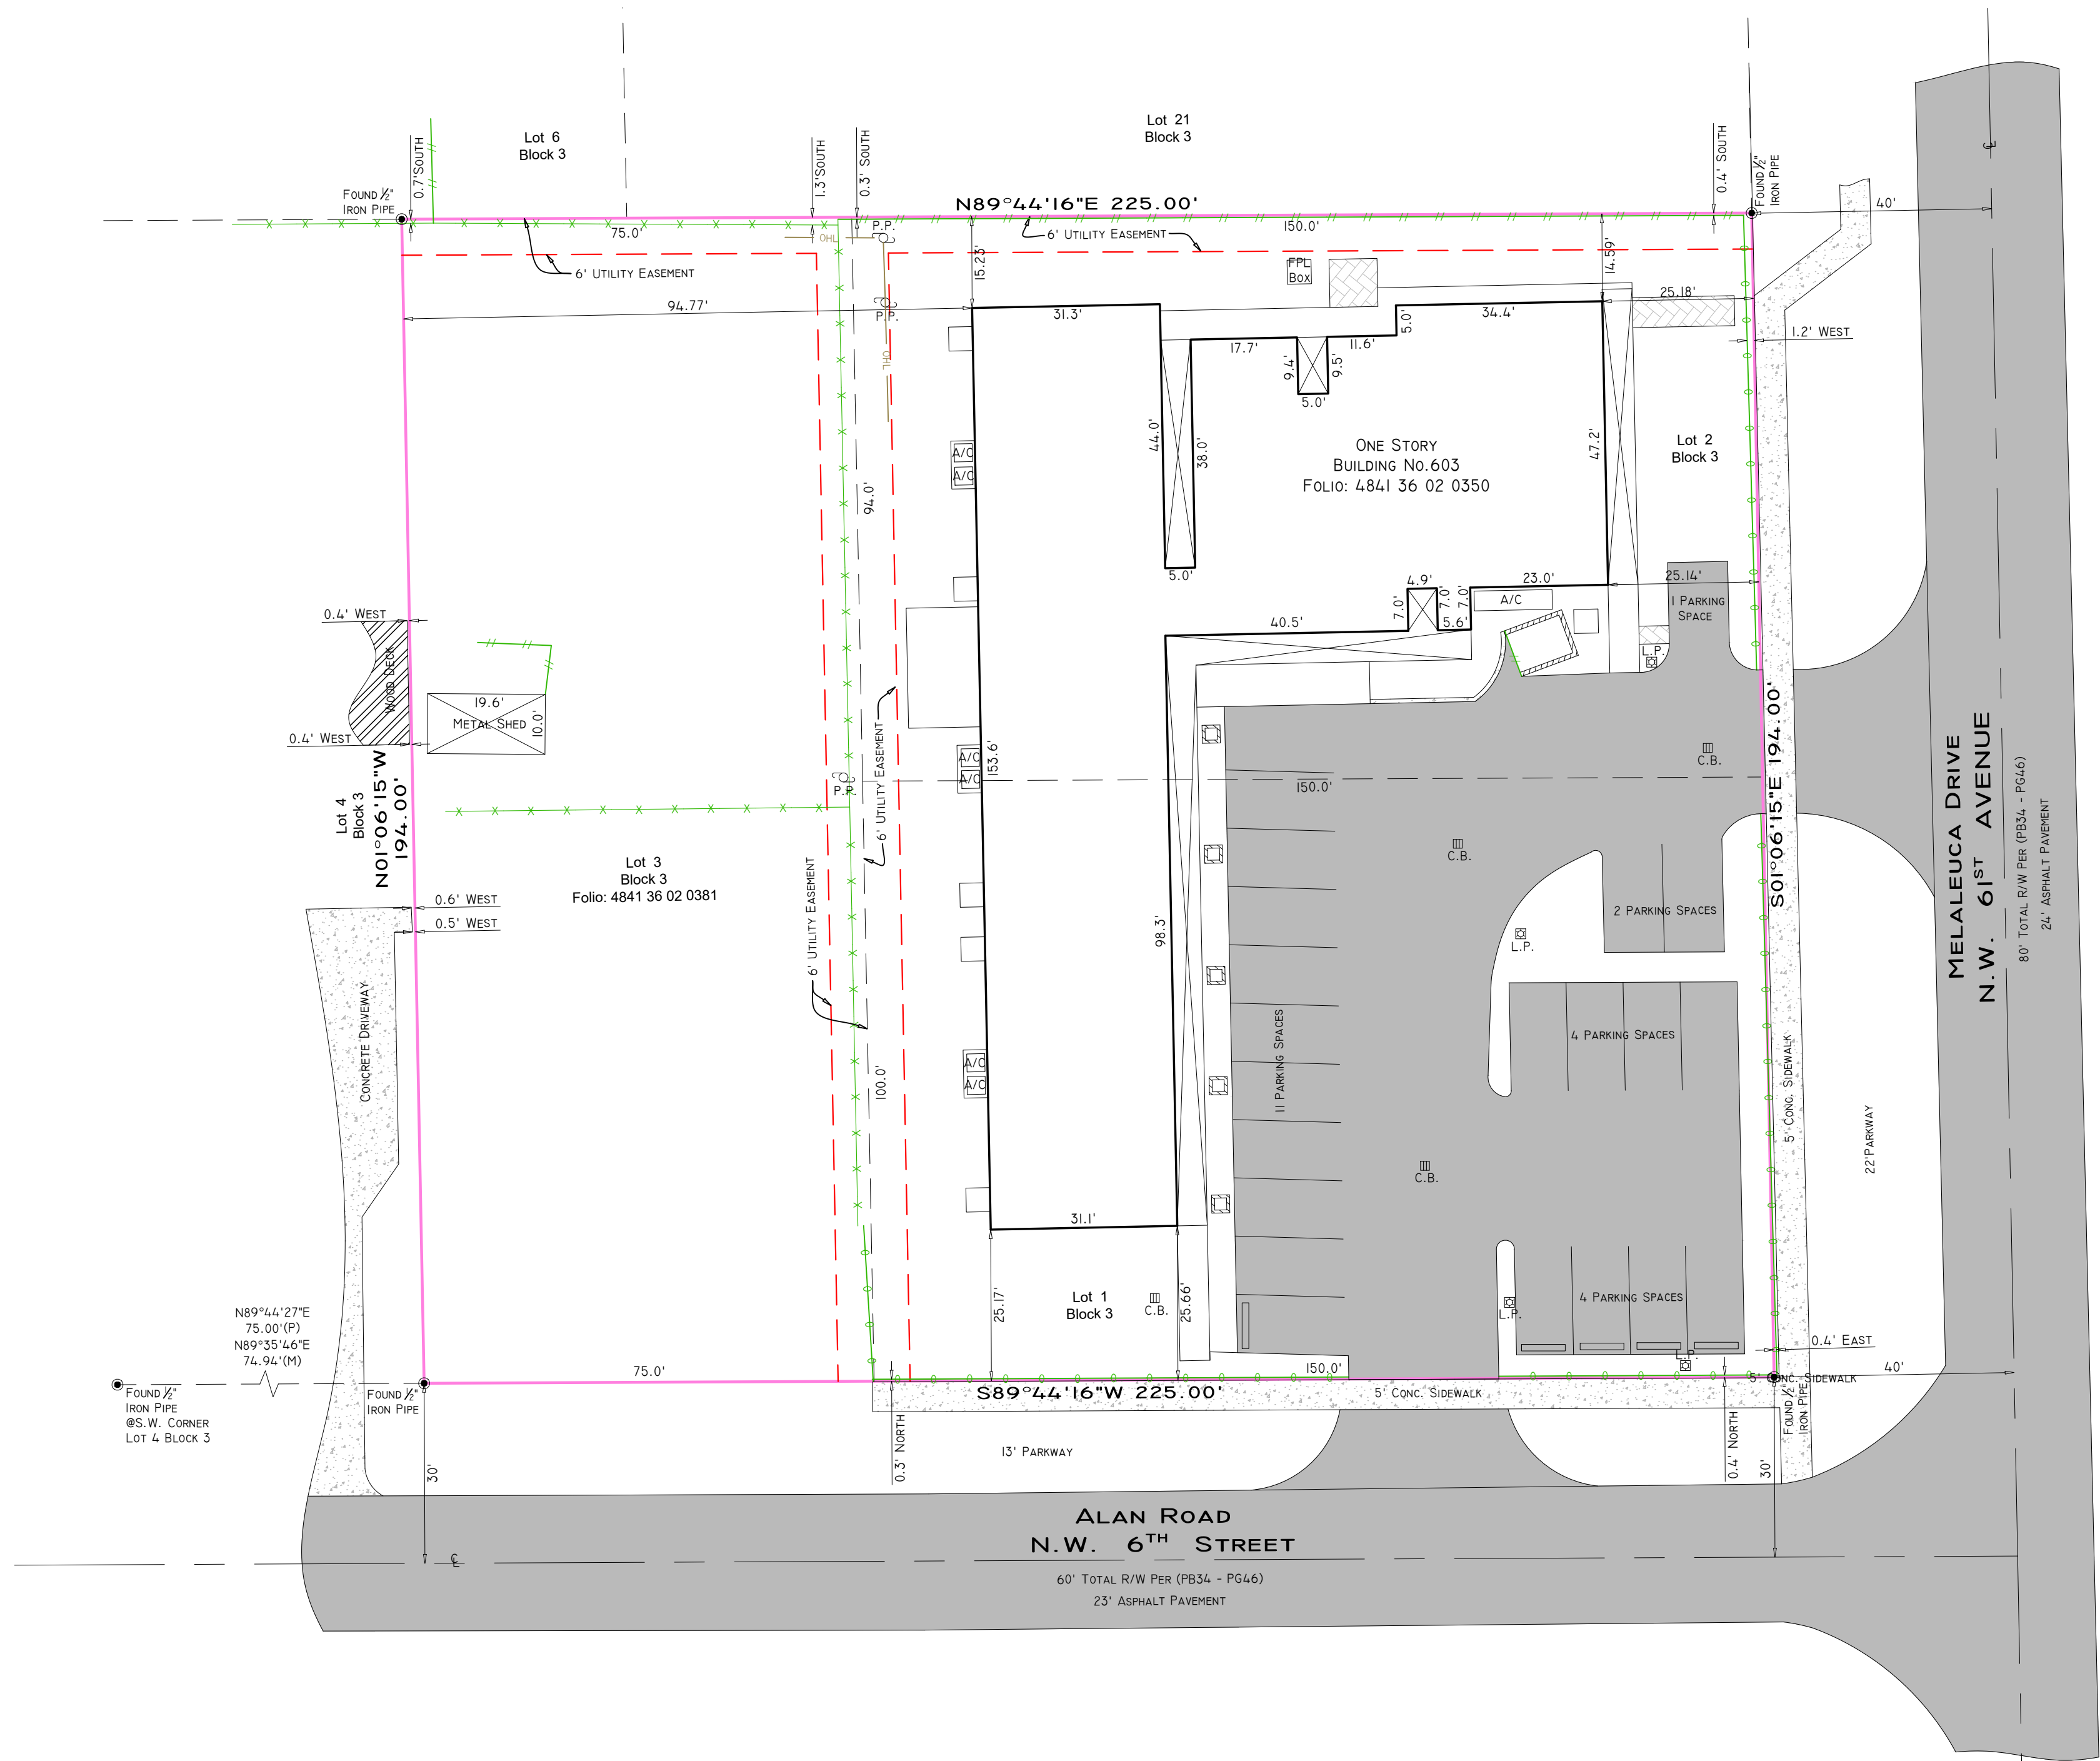 Lot 6
Block 3
Lot 21
Block 3
0.7' SOUTH
1.3' SOUTH
0.3' SOUTH
0.4' SOUTH
FOUND ½"
IRON PIPE
FOUND ½"
IRON PIPE
40'
℄
N89°44'16"E 225.00'
75.0'
OHL
P.P.
6' UTILITY EASEMENT
150.0'
6' UTILITY EASEMENT
15.23'
14.59'
FPL
BOX
94.77'
P.P.
OHL
31.3'
34.4'
5.0'
25.18'
1.2' WEST
17.7'
11.6'
9.4'
9.5'
5.0'
44.0'
38.0'
47.2'
ONE STORY
BUILDING NO.603
FOLIO: 4841 36 02 0350
Lot 2
Block 3
A/C
A/C
94.0'
5.0'
4.9'
23.0'
25.14'
7.0'
7.0'
7.0'
5.6'
40.5'
A/C
1 PARKING
SPACE
L.P.
0.4' WEST
WOOD DECK
0.4' WEST
19.6'
METAL SHED
10.0'
6' UTILITY EASEMENT
P.P.
A/C
A/C
153.6'
150.0'
C.B.
C.B.
Lot 4
Block 3
N01°06'15"W
194.00'
S01°06'15"E 194.00'
MELALEUCA DRIVE
N.W. 61ST AVENUE
80' TOTAL R/W PER (PB34 - PG46)
24' ASPHALT PAVEMENT
Lot 3
Block 3
Folio: 4841 36 02 0381
6' UTILITY EASEMENT
0.6' WEST
0.5' WEST
98.3'
2 PARKING SPACES
L.P.
CONCRETE DRIVEWAY
11 PARKING SPACES
4 PARKING SPACES
5' CONC. SIDEWALK
22' PARKWAY
100.0'
A/C
A/C
C.B.
31.1'
25.17'
Lot 1
Block 3
C.B.
25.66'
L.P.
4 PARKING SPACES
L.P.
0.4' EAST
40'
N89°44'27"E
75.00'(P)
N89°35'46"E
74.94'(M)
FOUND ½"
IRON PIPE
@S.W. CORNER
LOT 4 BLOCK 3
FOUND ½"
IRON PIPE
75.0'
150.0'
S89°44'16"W 225.00'
5' CONC. SIDEWALK
5' CONC. SIDEWALK
FOUND ½"
IRON PIPE
30'
0.3' NORTH
13' PARKWAY
0.4' NORTH
30'
ALAN ROAD
N.W. 6TH STREET
℄
60' TOTAL R/W PER (PB34 - PG46)
23' ASPHALT PAVEMENT